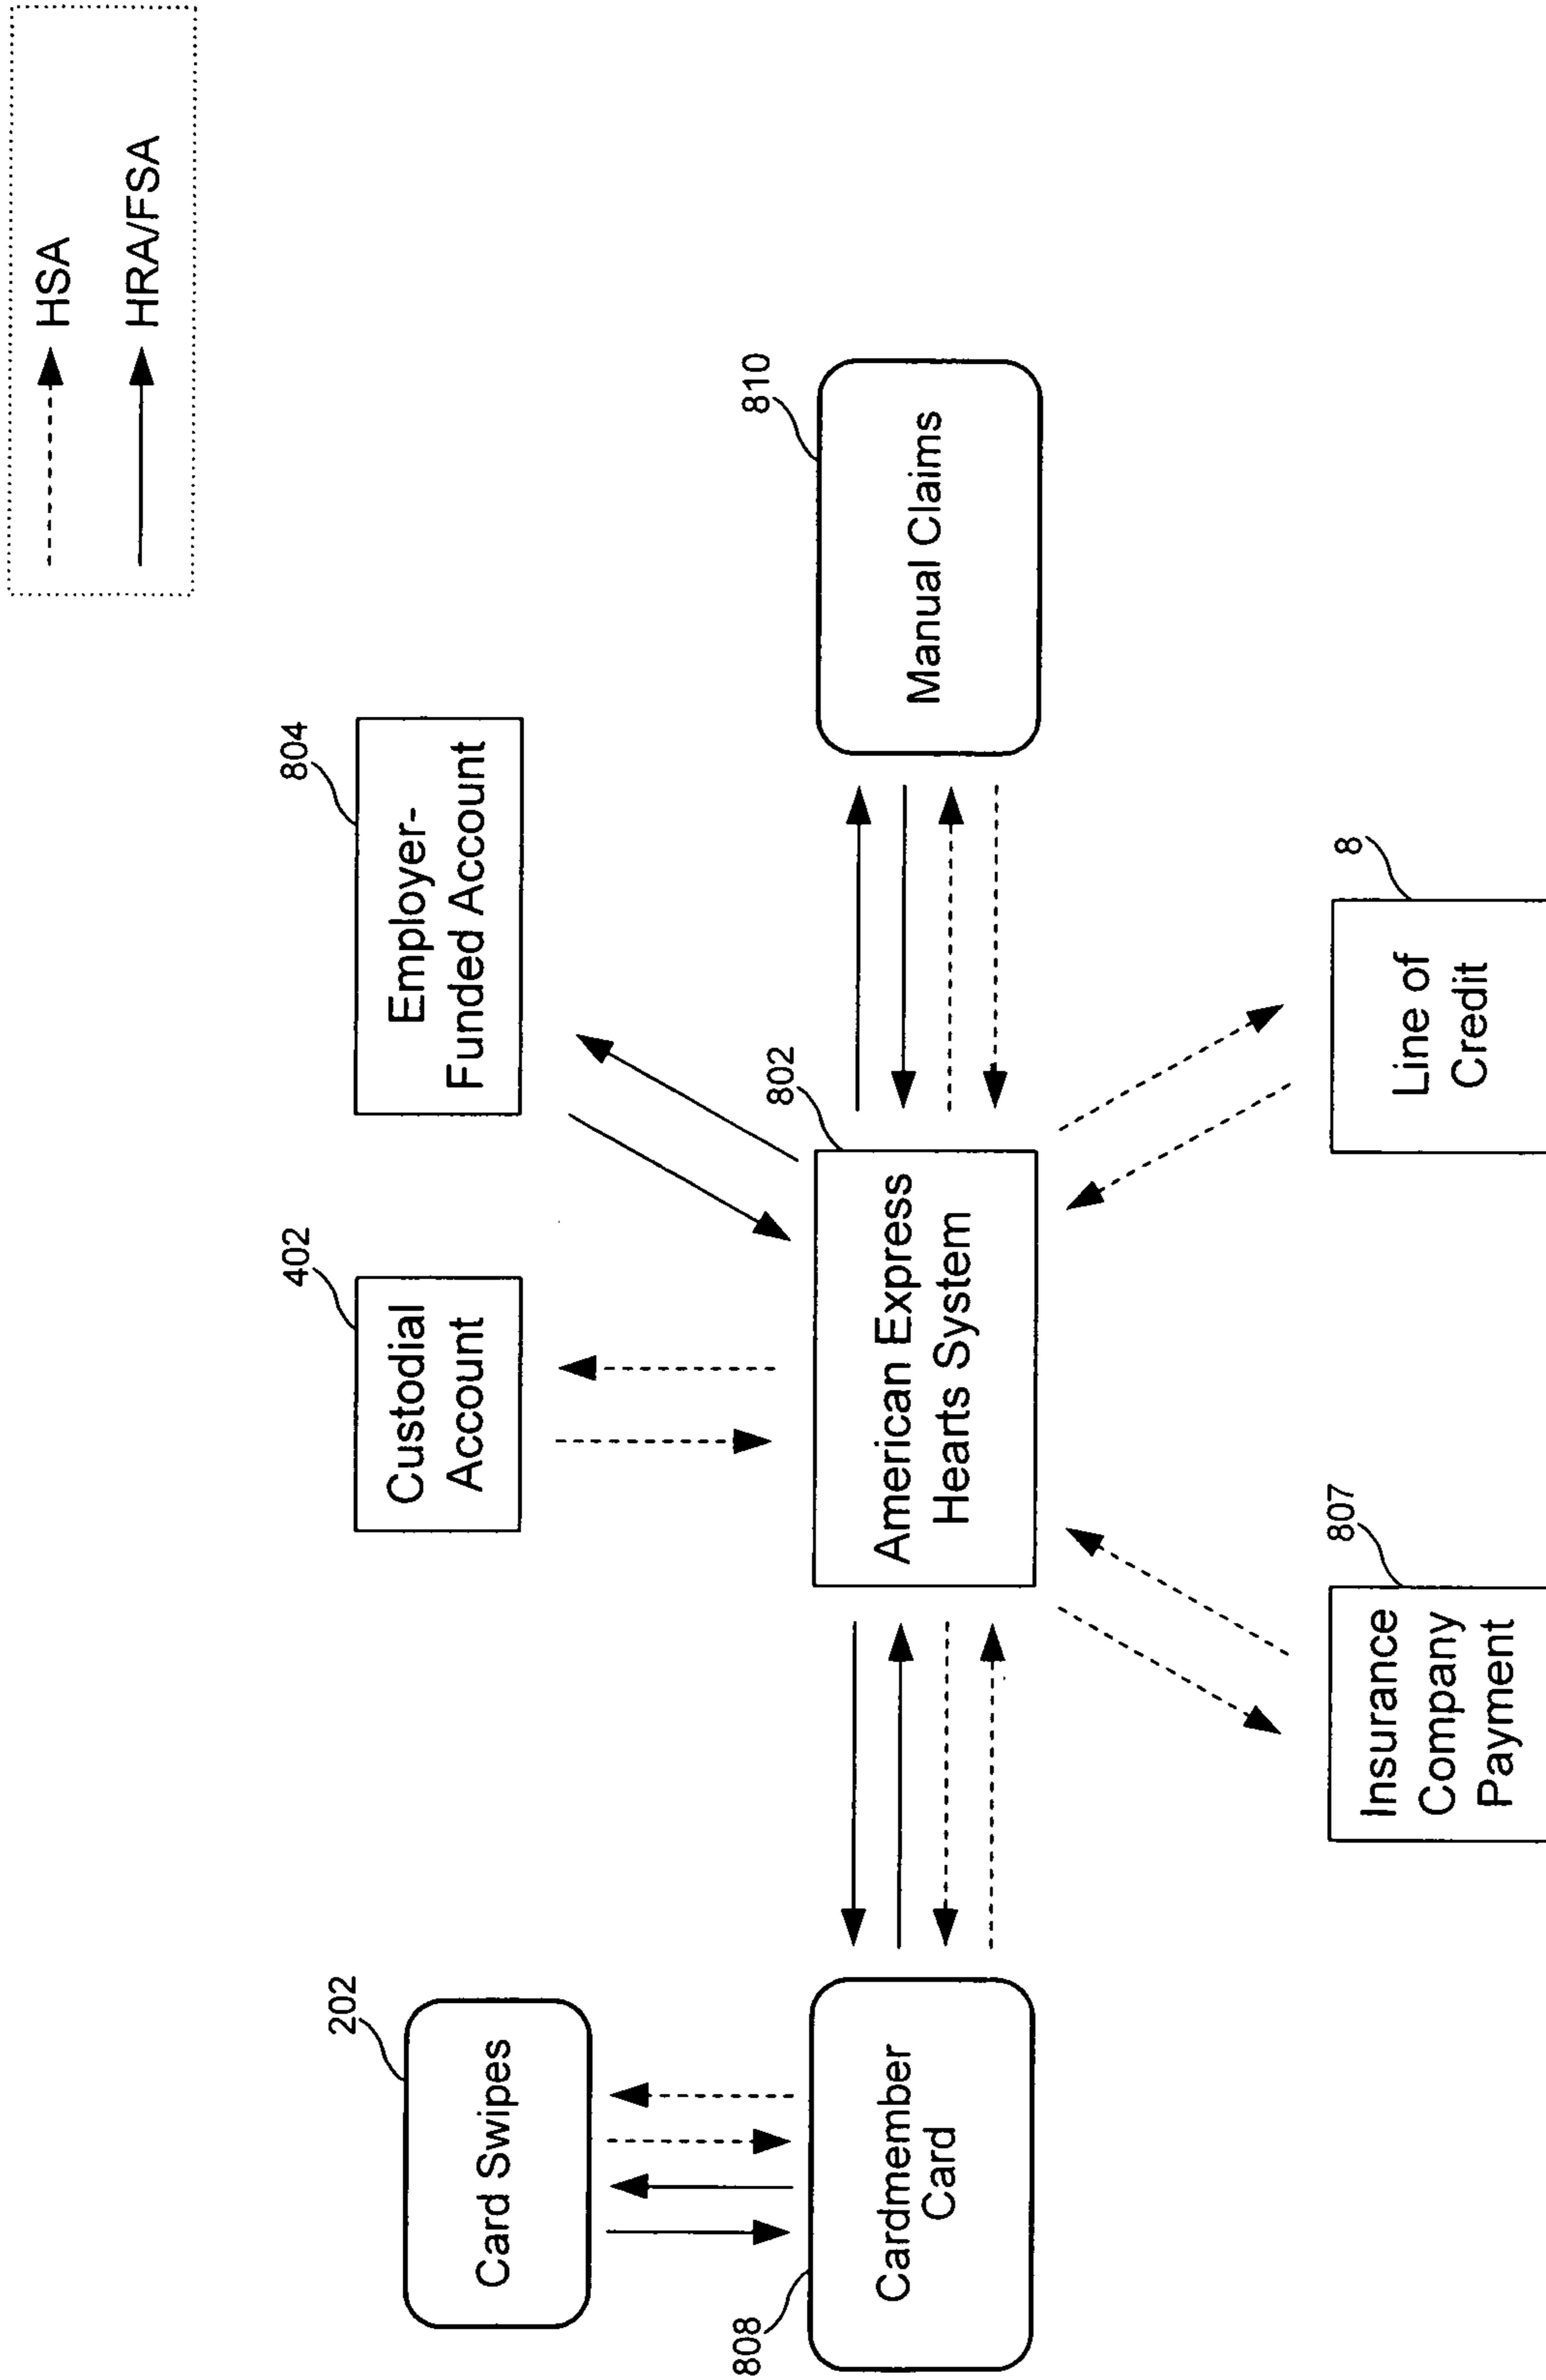 HSA
HRA/FSA
202
Card Swipes
402
Custodial
Account
804
Employer-
Funded Account
808
Cardmember
Card
802
American Express
Hearts System
810
Manual Claims
807
Insurance
Company
Payment
8
Line of
Credit